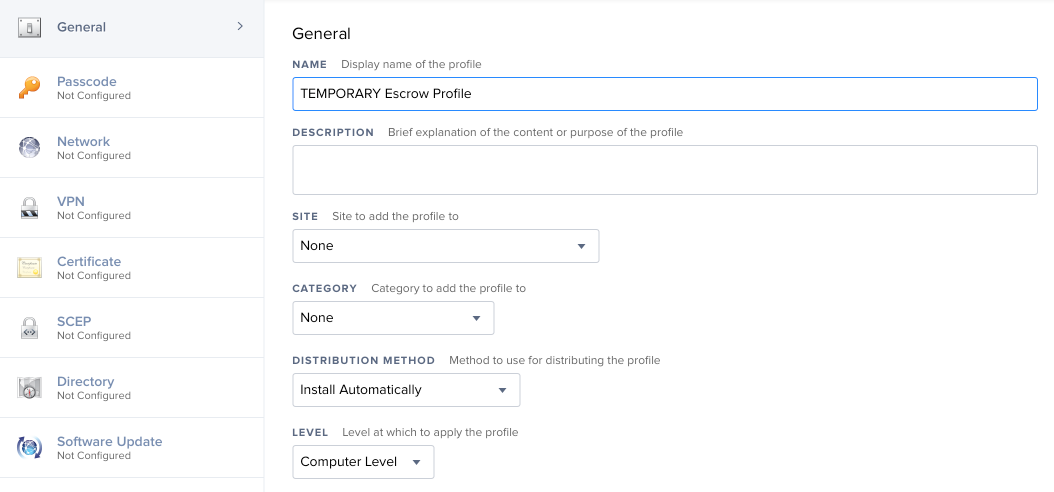 General
Passcode
Not Configured
Network
Not Configured
VPN
Not Configured
Certificate
Not Configured
SCEP
Not Configured
Directory
Not Configured
Software Update
Not Configured
General
NAME Display name of the profile
TEMPORARY Escrow Profile
DESCRIPTION Brief explanation of the content or purpose of the profile
SITE Site to add the profile to
None
CATEGORY Category to add the profile to
None
DISTRIBUTION METHOD Method to use for distributing the profile
Install Automatically
LEVEL Level at which to apply the profile
Computer Level